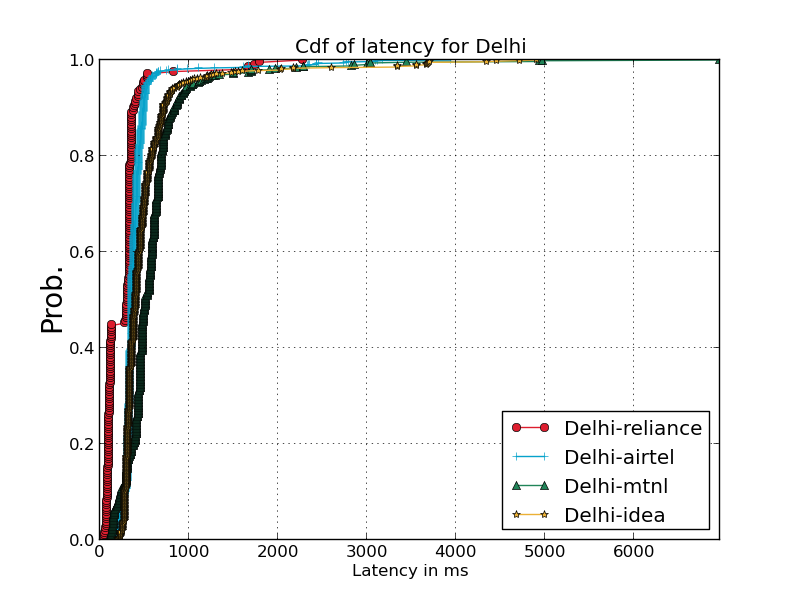 Cdf of latency for Delhi
Prob.
1.0
0.8
0.6
0.4
0.2
0.0
0 1000 2000 3000 4000 5000 6000
Latency in ms
Delhi-reliance
Delhi-airtel
Delhi-mtnl
Delhi-idea